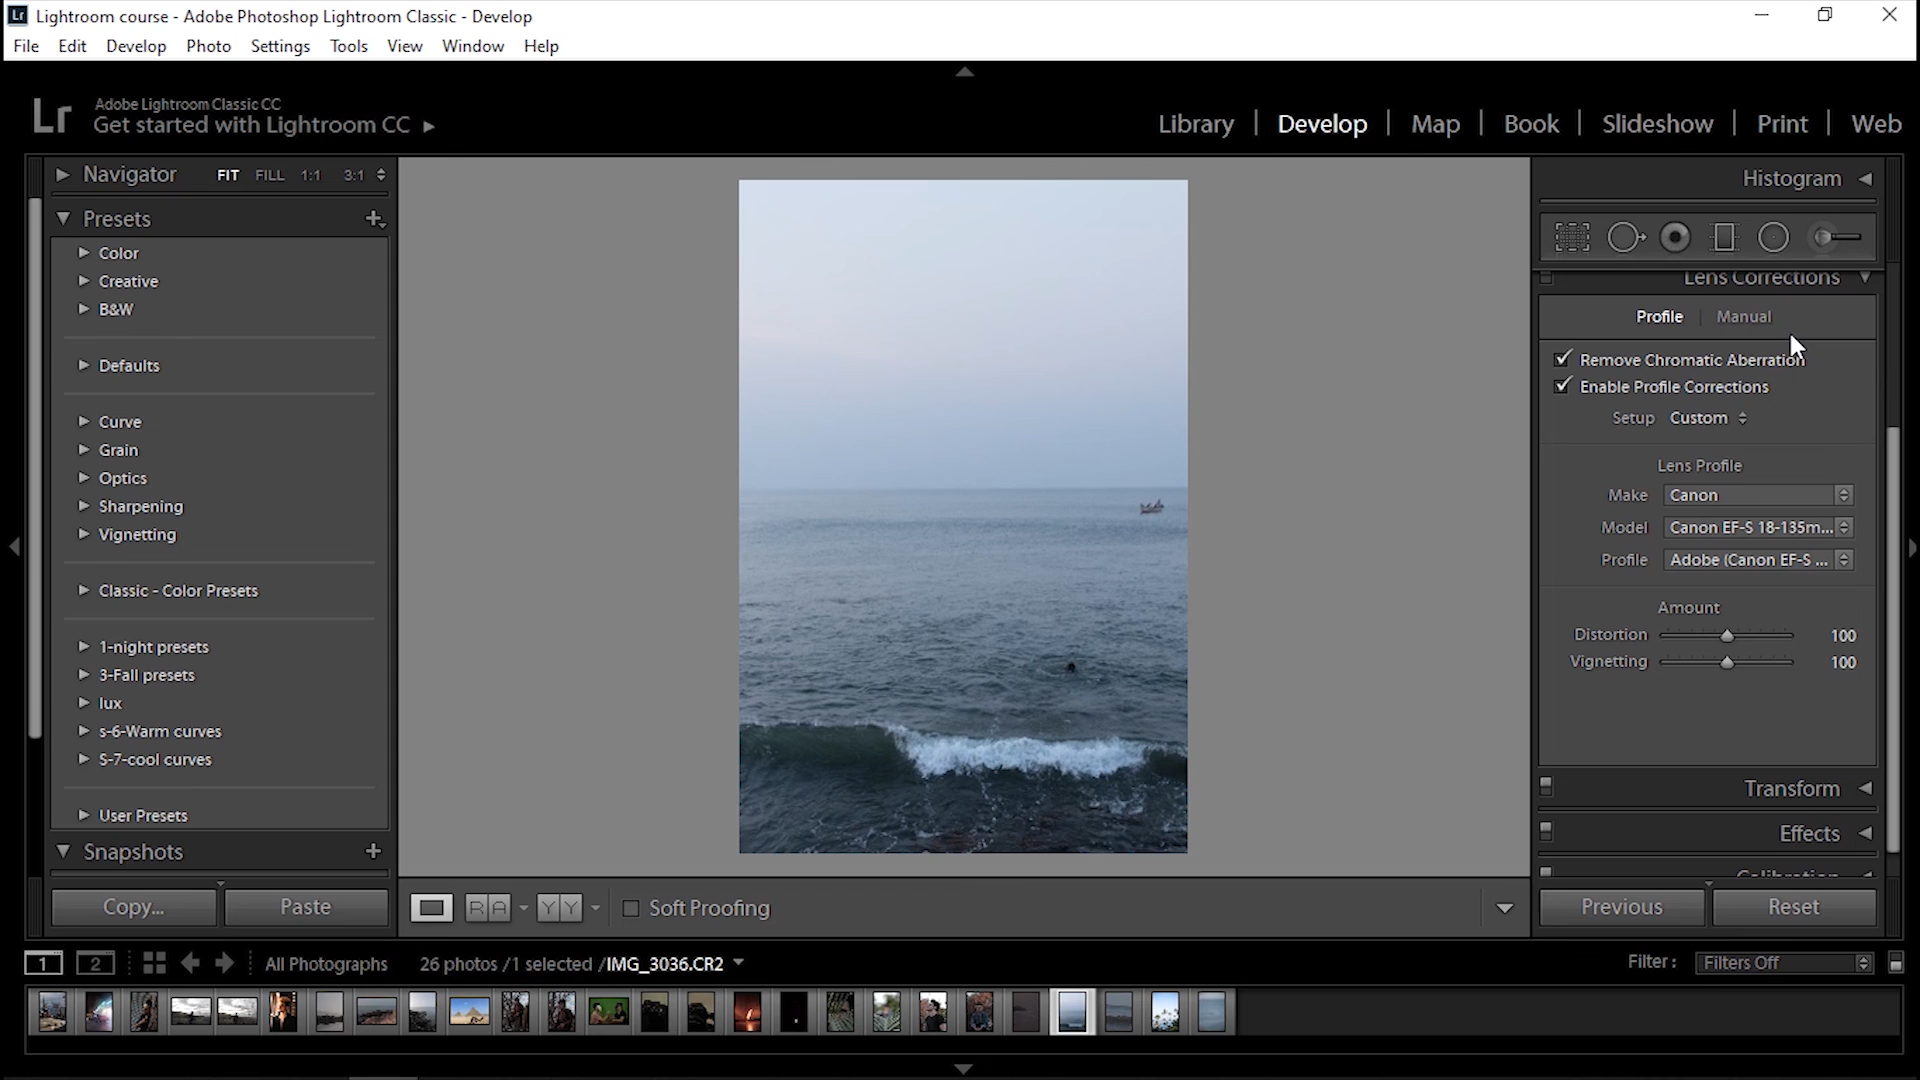 Lr Lightroom course - Adobe Photoshop Lightroom Classic - Develop
File Edit Develop Photo Settings Tools View Window Help
Lr Adobe Lightroom Classic CC
Get started with Lightroom CC
Library | Develop | Map | Book | Slideshow | Print | Web
Navigator FIT FILL 1:1 3:1
Presets +
Color
Creative
B&W
Defaults
Curve
Grain
Optics
Sharpening
Vignetting
Classic - Color Presets
1-night presets
3-Fall presets
lux
s-6-Warm curves
S-7-cool curves
User Presets
Snapshots +
Copy... Paste
Histogram
Lens Corrections
Profile | Manual
Remove Chromatic Aberration
Enable Profile Corrections
Setup Custom
Lens Profile
Make Canon
Model Canon EF-S 18-135m...
Profile Adobe (Canon EF-S ...
Amount
Distortion 100
Vignetting 100
Transform
Effects
Calibration
Previous Reset
R A Y Y Soft Proofing
1 2 All Photographs 26 photos /1 selected /IMG_3036.CR2 Filter : Filters Off